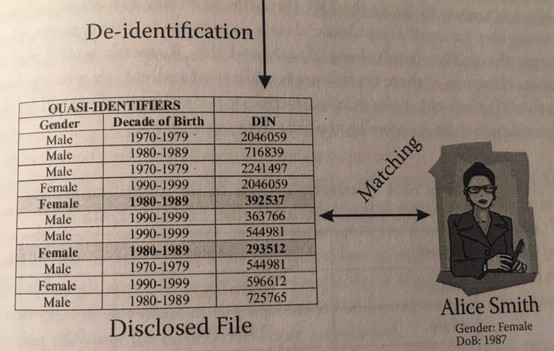 De-identification
QUASI-IDENTIFIERS
Gender Decade of Birth DIN
Male 1970-1979 2046059
Male 1980-1989 716839
Male 1970-1979 2241497
Female 1990-1999 2046059
Female 1980-1989 392537
Male 1990-1999 363766
Male 1990-1999 544981
Female 1980-1989 293512
Male 1970-1979 544981
Female 1990-1999 596612
Male 1980-1989 725765
Disclosed File
Matching
Alice Smith
Gender: Female
DoB: 1987